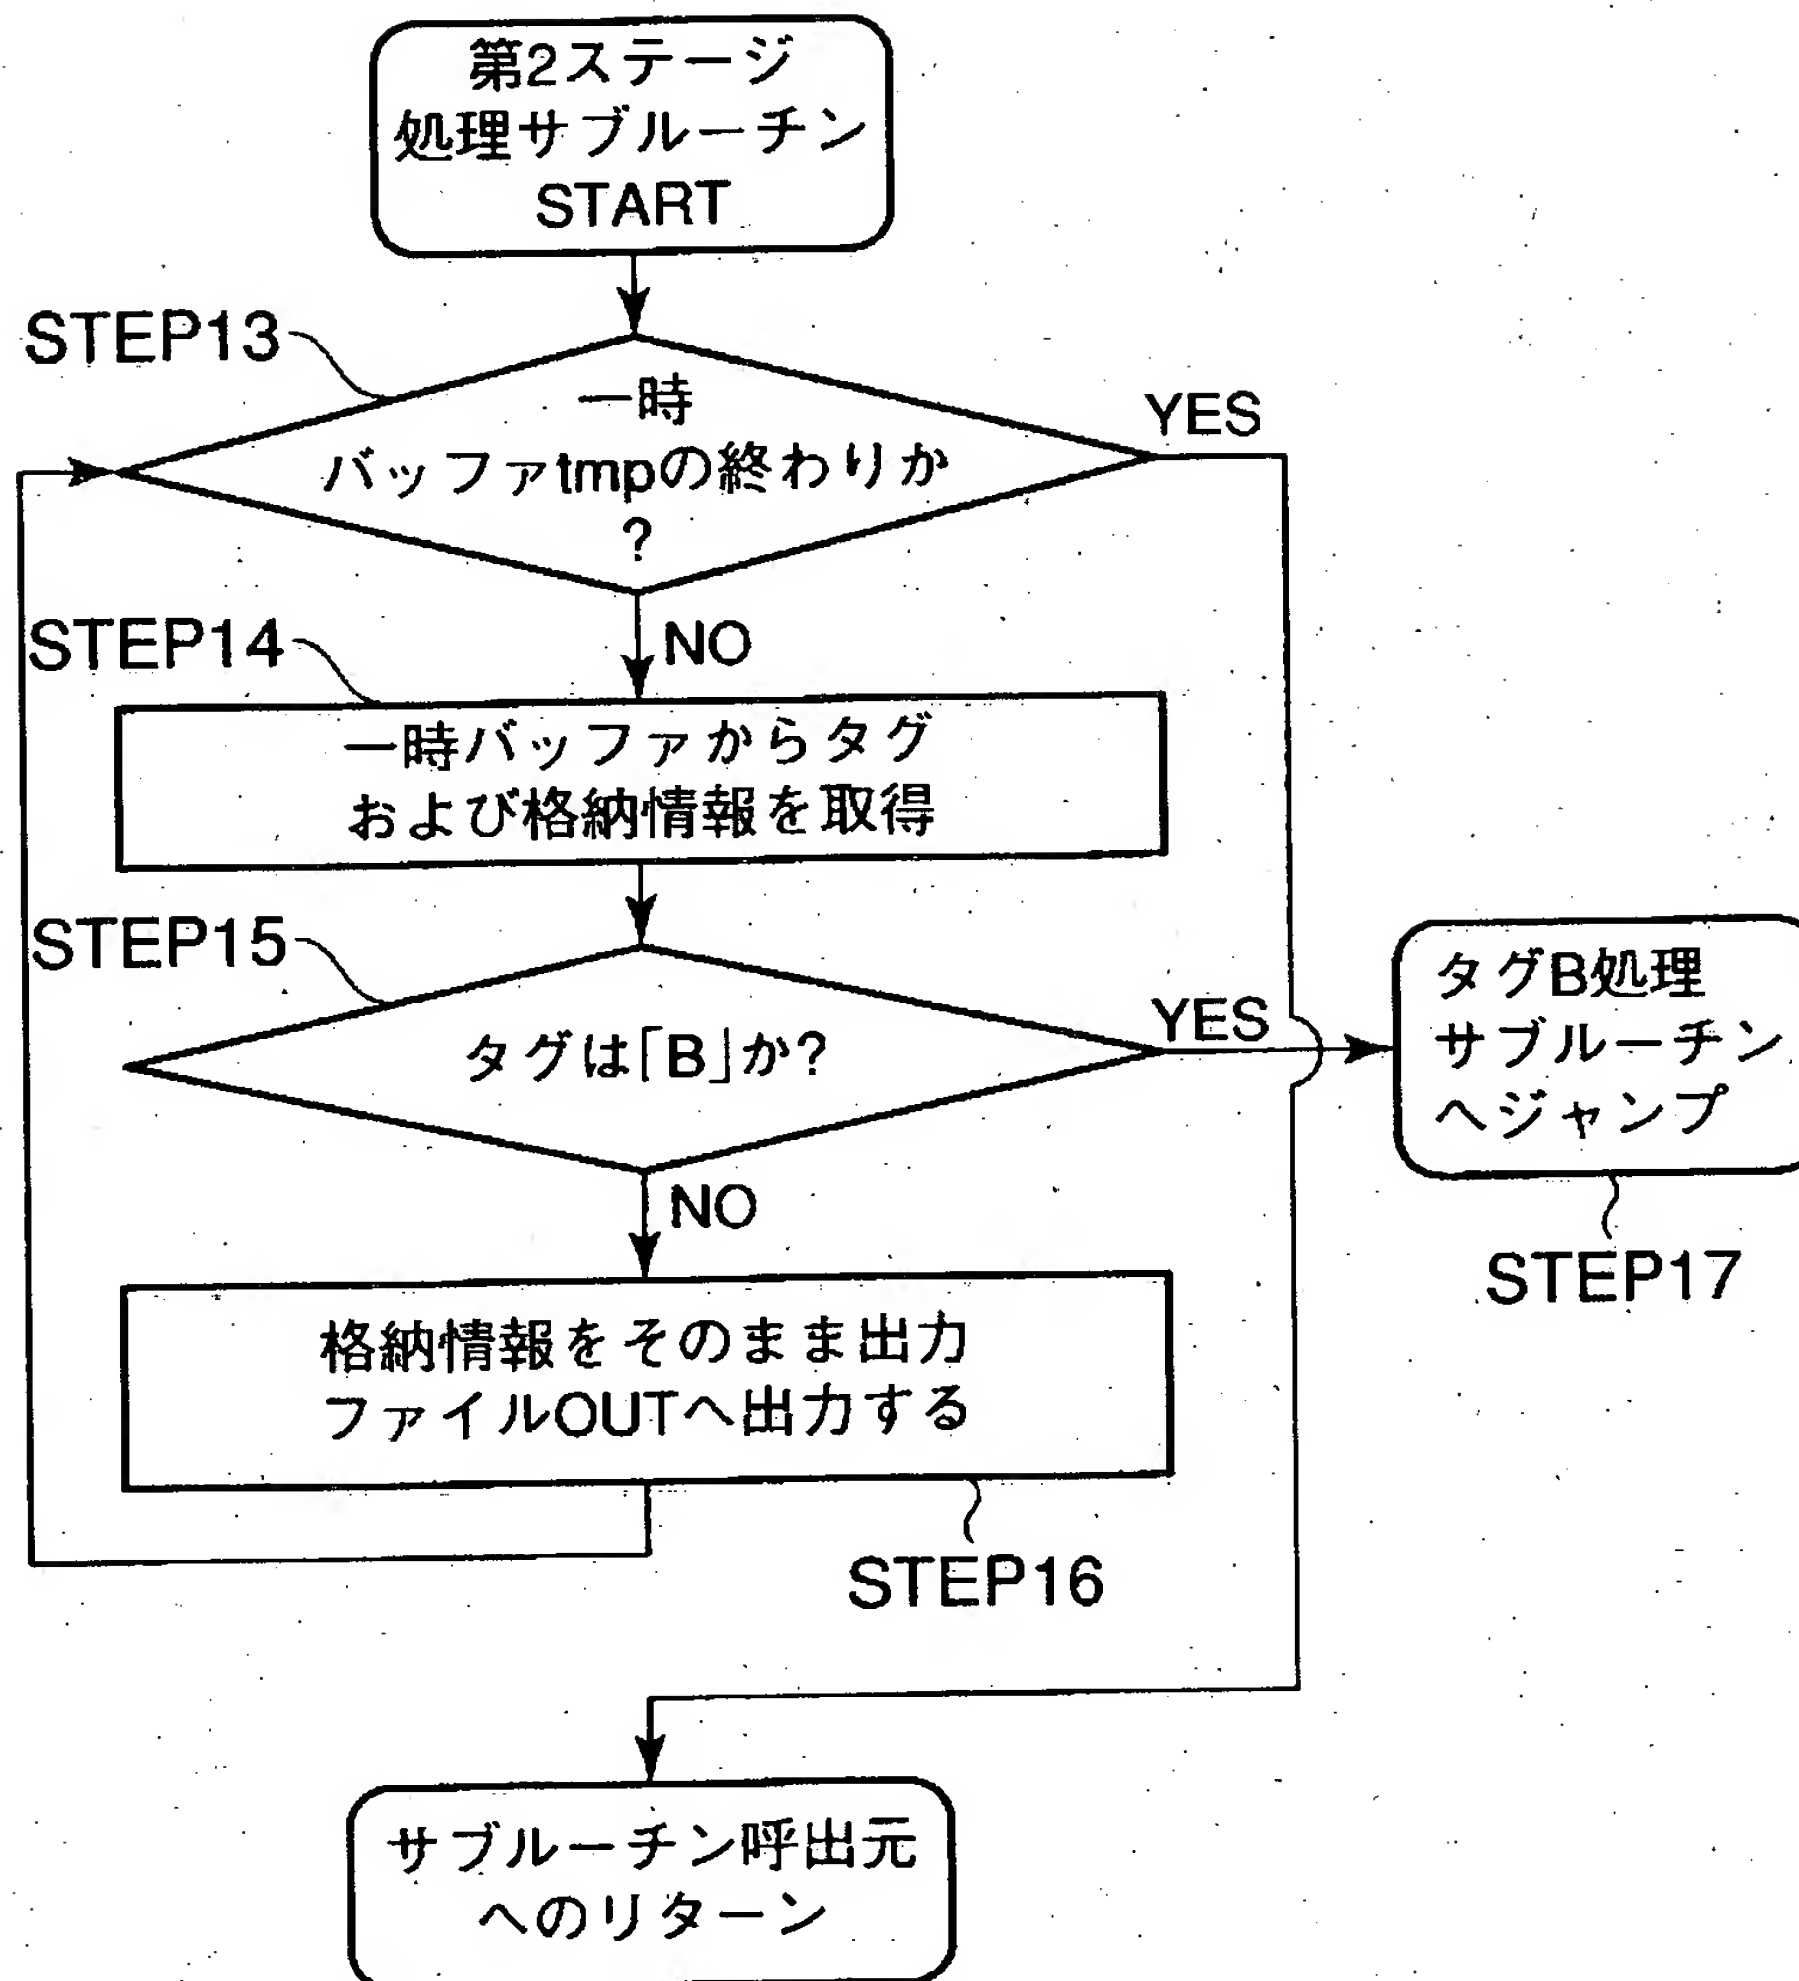 第2ステージ
処理サブルーチン
START
STEP13
一時
バッファtmpの終わりか
?
YES
STEP14
NO
一時バッファからタグ
および格納情報を取得
STEP15
タグは「B」か?
YES
タグB処理
サブルーチン
へジャンプ
STEP17
NO
格納情報をそのまま出力
ファイルOUTへ出力する
STEP16
サブルーチン呼出元
へのリターン